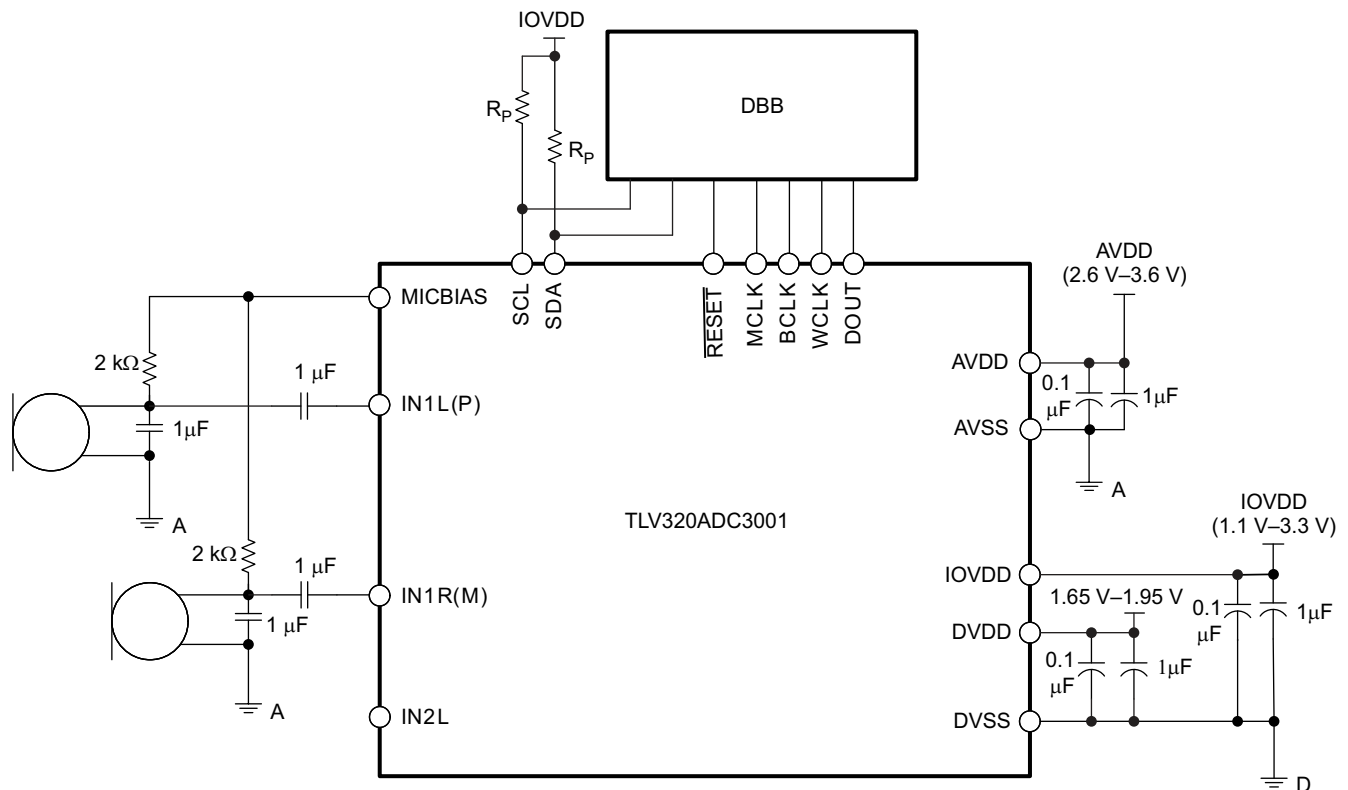 IOVDD
R_P
R_P
DBB
SCL
SDA
RESET
MCLK
BCLK
WCLK
DOUT
AVDD
(2.6 V–3.6 V)
MICBIAS
2 kΩ
1 μF
IN1L(P)
1μF
A
AVDD
0.1
μF
1μF
AVSS
A
TLV320ADC3001
IOVDD
(1.1 V–3.3 V)
2 kΩ
1 μF
IN1R(M)
1 μF
A
IOVDD
1.65 V–1.95 V
0.1
μF
1μF
DVDD
0.1
μF
1μF
IN2L
DVSS
D